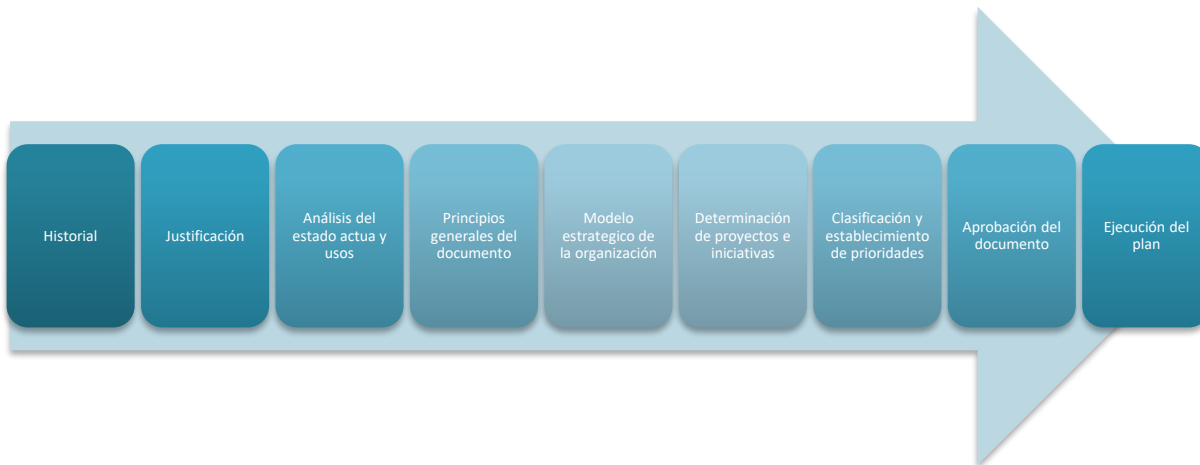 Historial
Justificación
Análisis del
estado actua y
usos
Principios
generales del
documento
Modelo
estrategico de
la organización
Determinación
de proyectos e
iniciativas
Clasificación y
establecimiento
de prioridades
Aprobación del
documento
Ejecución del
plan